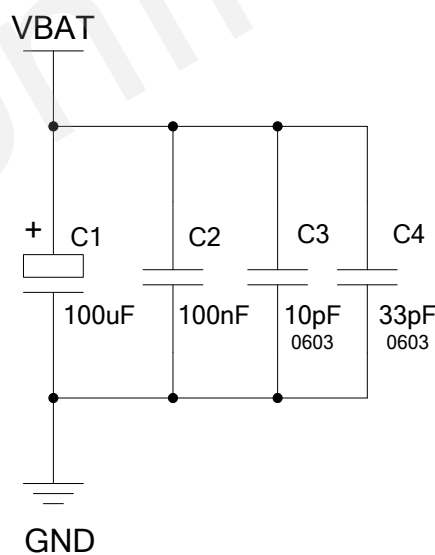 VBAT
+ C1 C2 C3 C4
100uF 100nF 10pF 33pF
0603 0603
GND